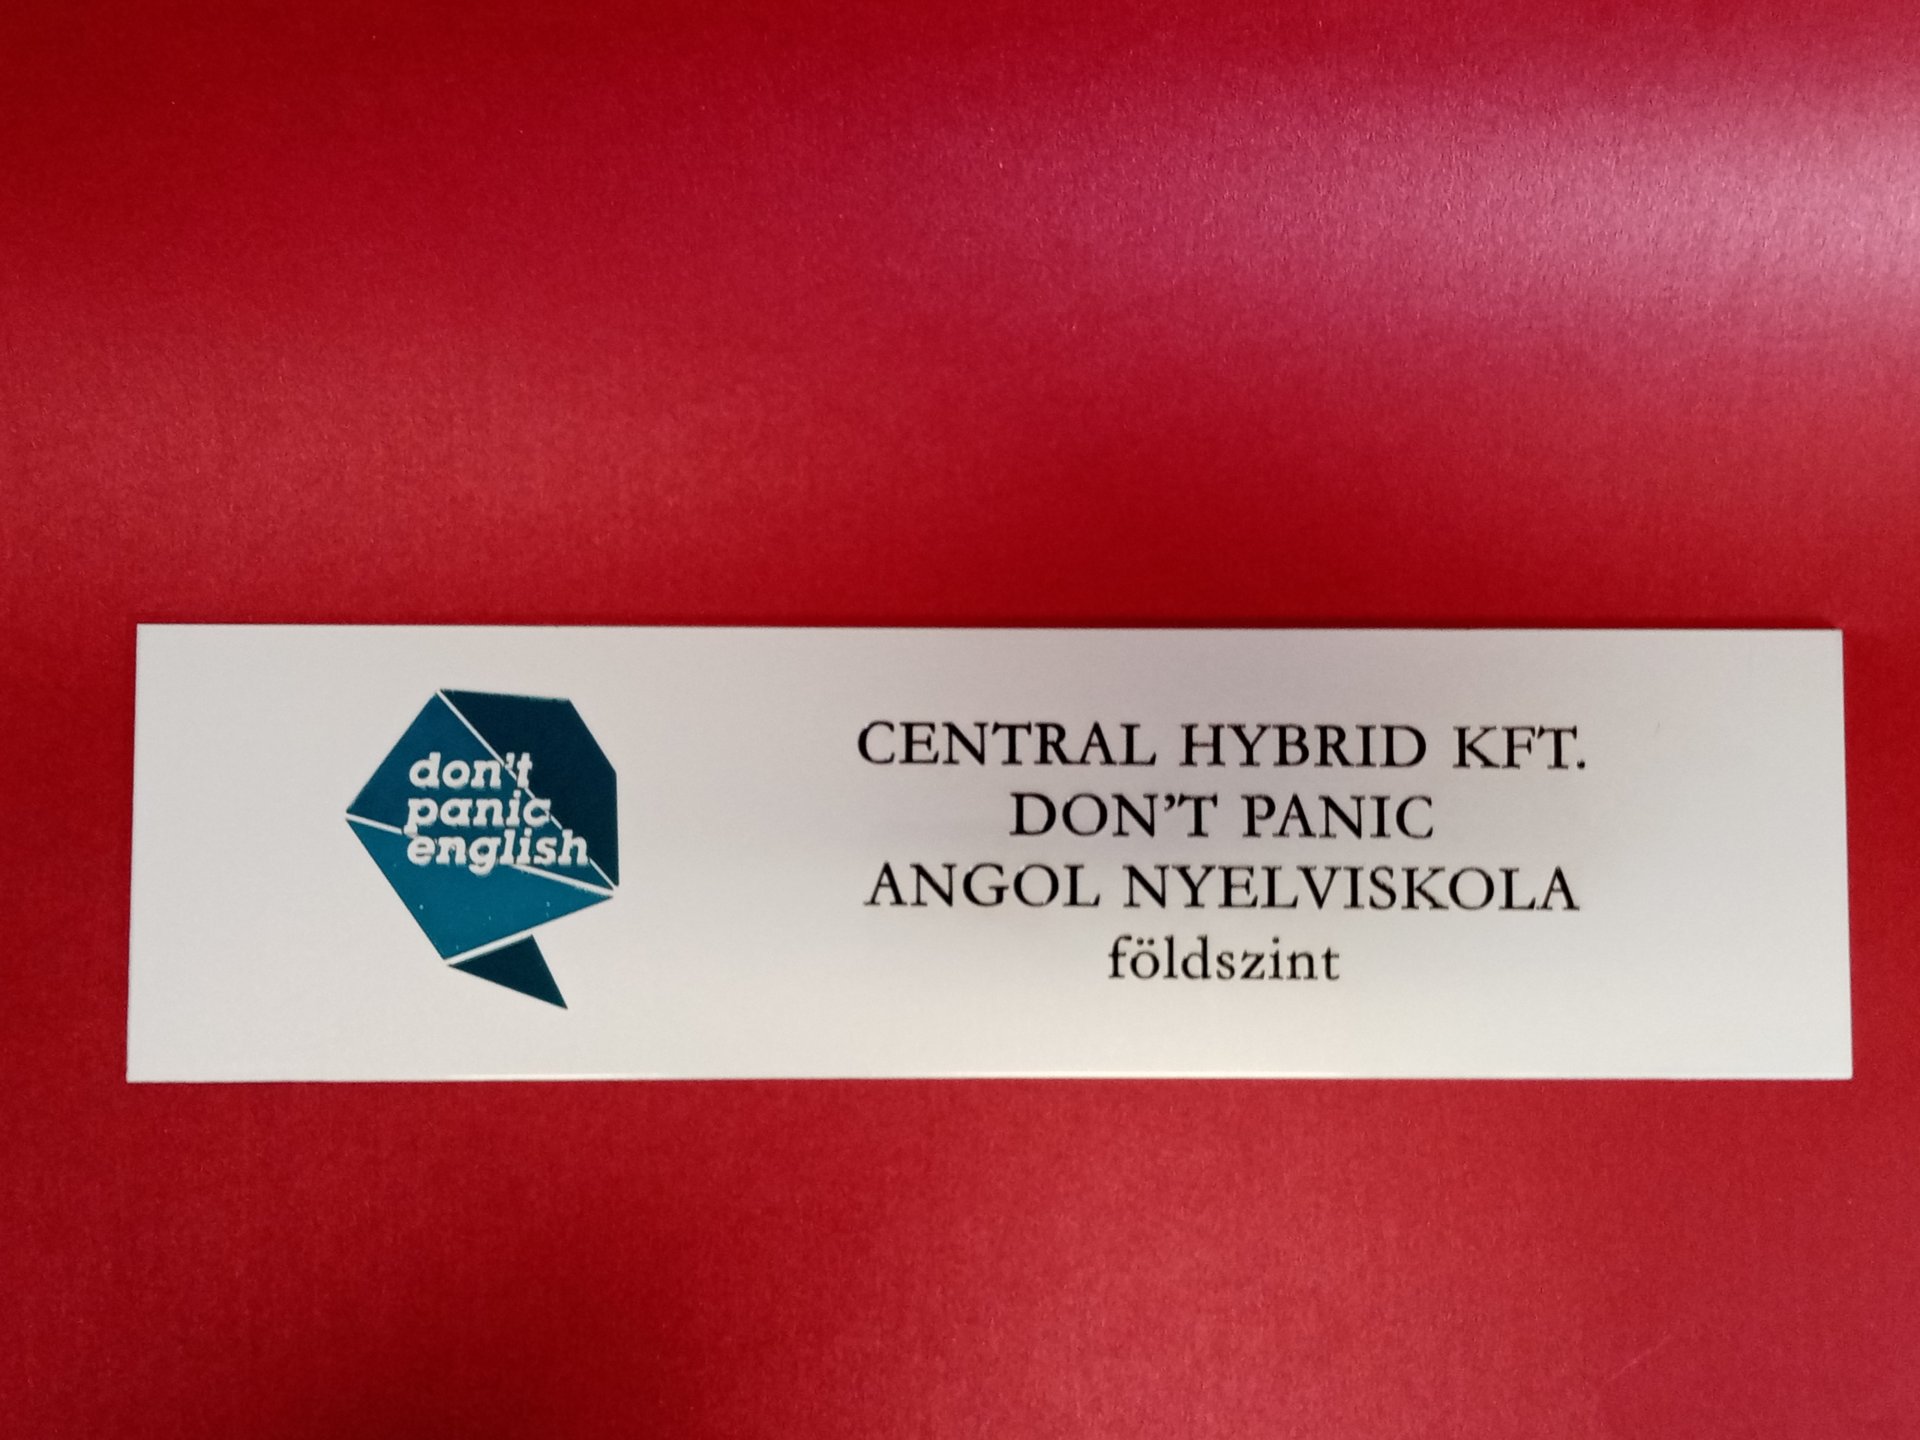 don't
panic
english
CENTRAL HYBRID KFT.
DON'T PANIC
ANGOL NYELVISKOLA
földszint